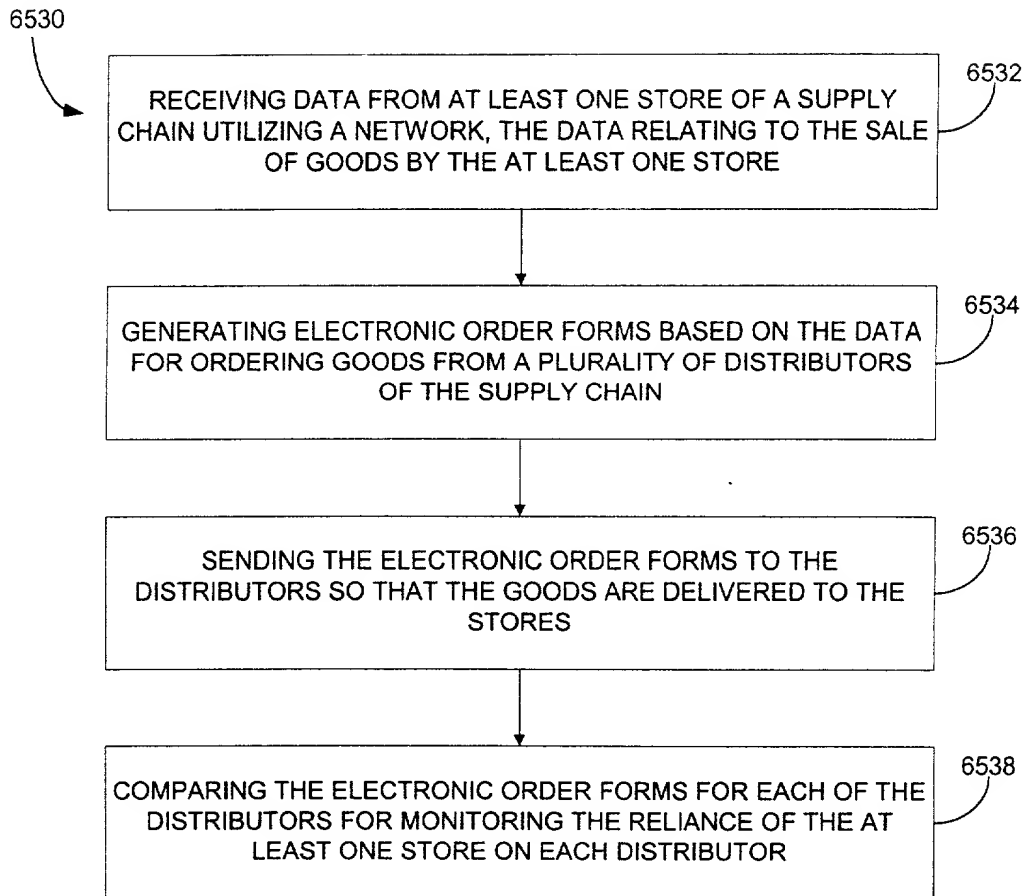 6530
6532
RECEIVING DATA FROM AT LEAST ONE STORE OF A SUPPLY
CHAIN UTILIZING A NETWORK, THE DATA RELATING TO THE SALE
OF GOODS BY THE AT LEAST ONE STORE
6534
GENERATING ELECTRONIC ORDER FORMS BASED ON THE DATA
FOR ORDERING GOODS FROM A PLURALITY OF DISTRIBUTORS
OF THE SUPPLY CHAIN
6536
SENDING THE ELECTRONIC ORDER FORMS TO THE
DISTRIBUTORS SO THAT THE GOODS ARE DELIVERED TO THE
STORES
6538
COMPARING THE ELECTRONIC ORDER FORMS FOR EACH OF THE
DISTRIBUTORS FOR MONITORING THE RELIANCE OF THE AT
LEAST ONE STORE ON EACH DISTRIBUTOR